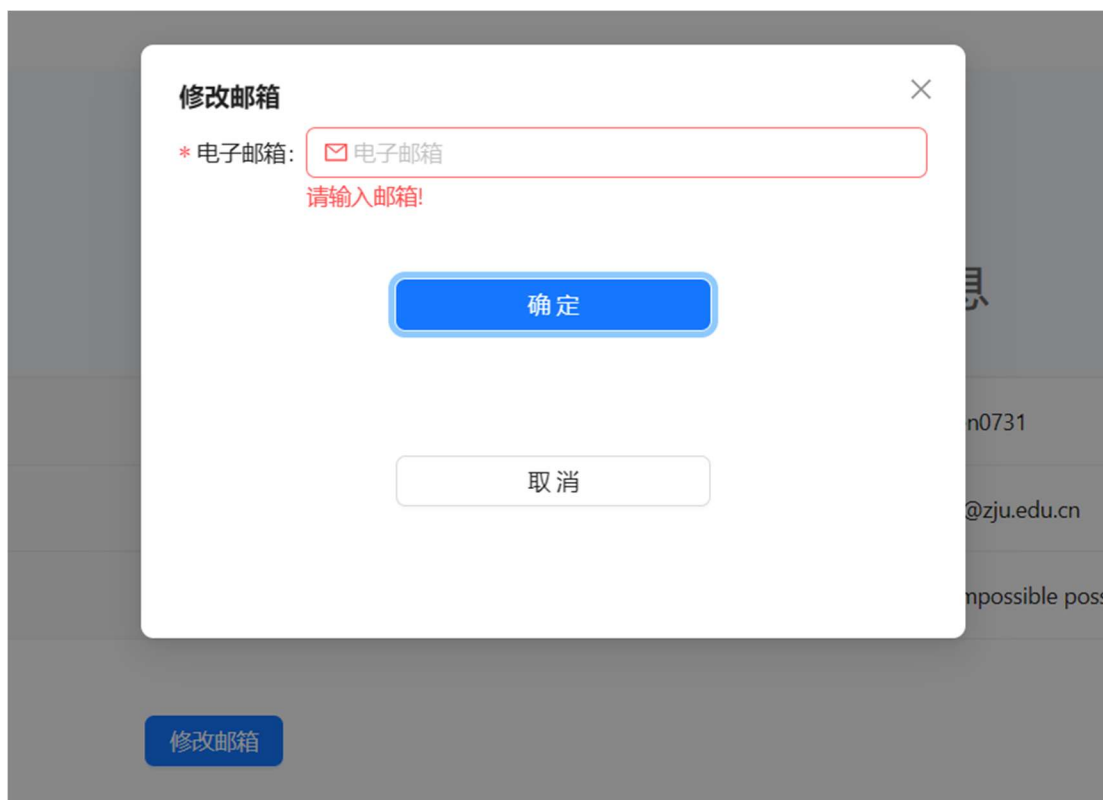 修改邮箱
* 电子邮箱:
电子邮箱
请输入邮箱!
确 定
息
n0731
取 消
@zju.edu.cn
mpossible poss
修改邮箱